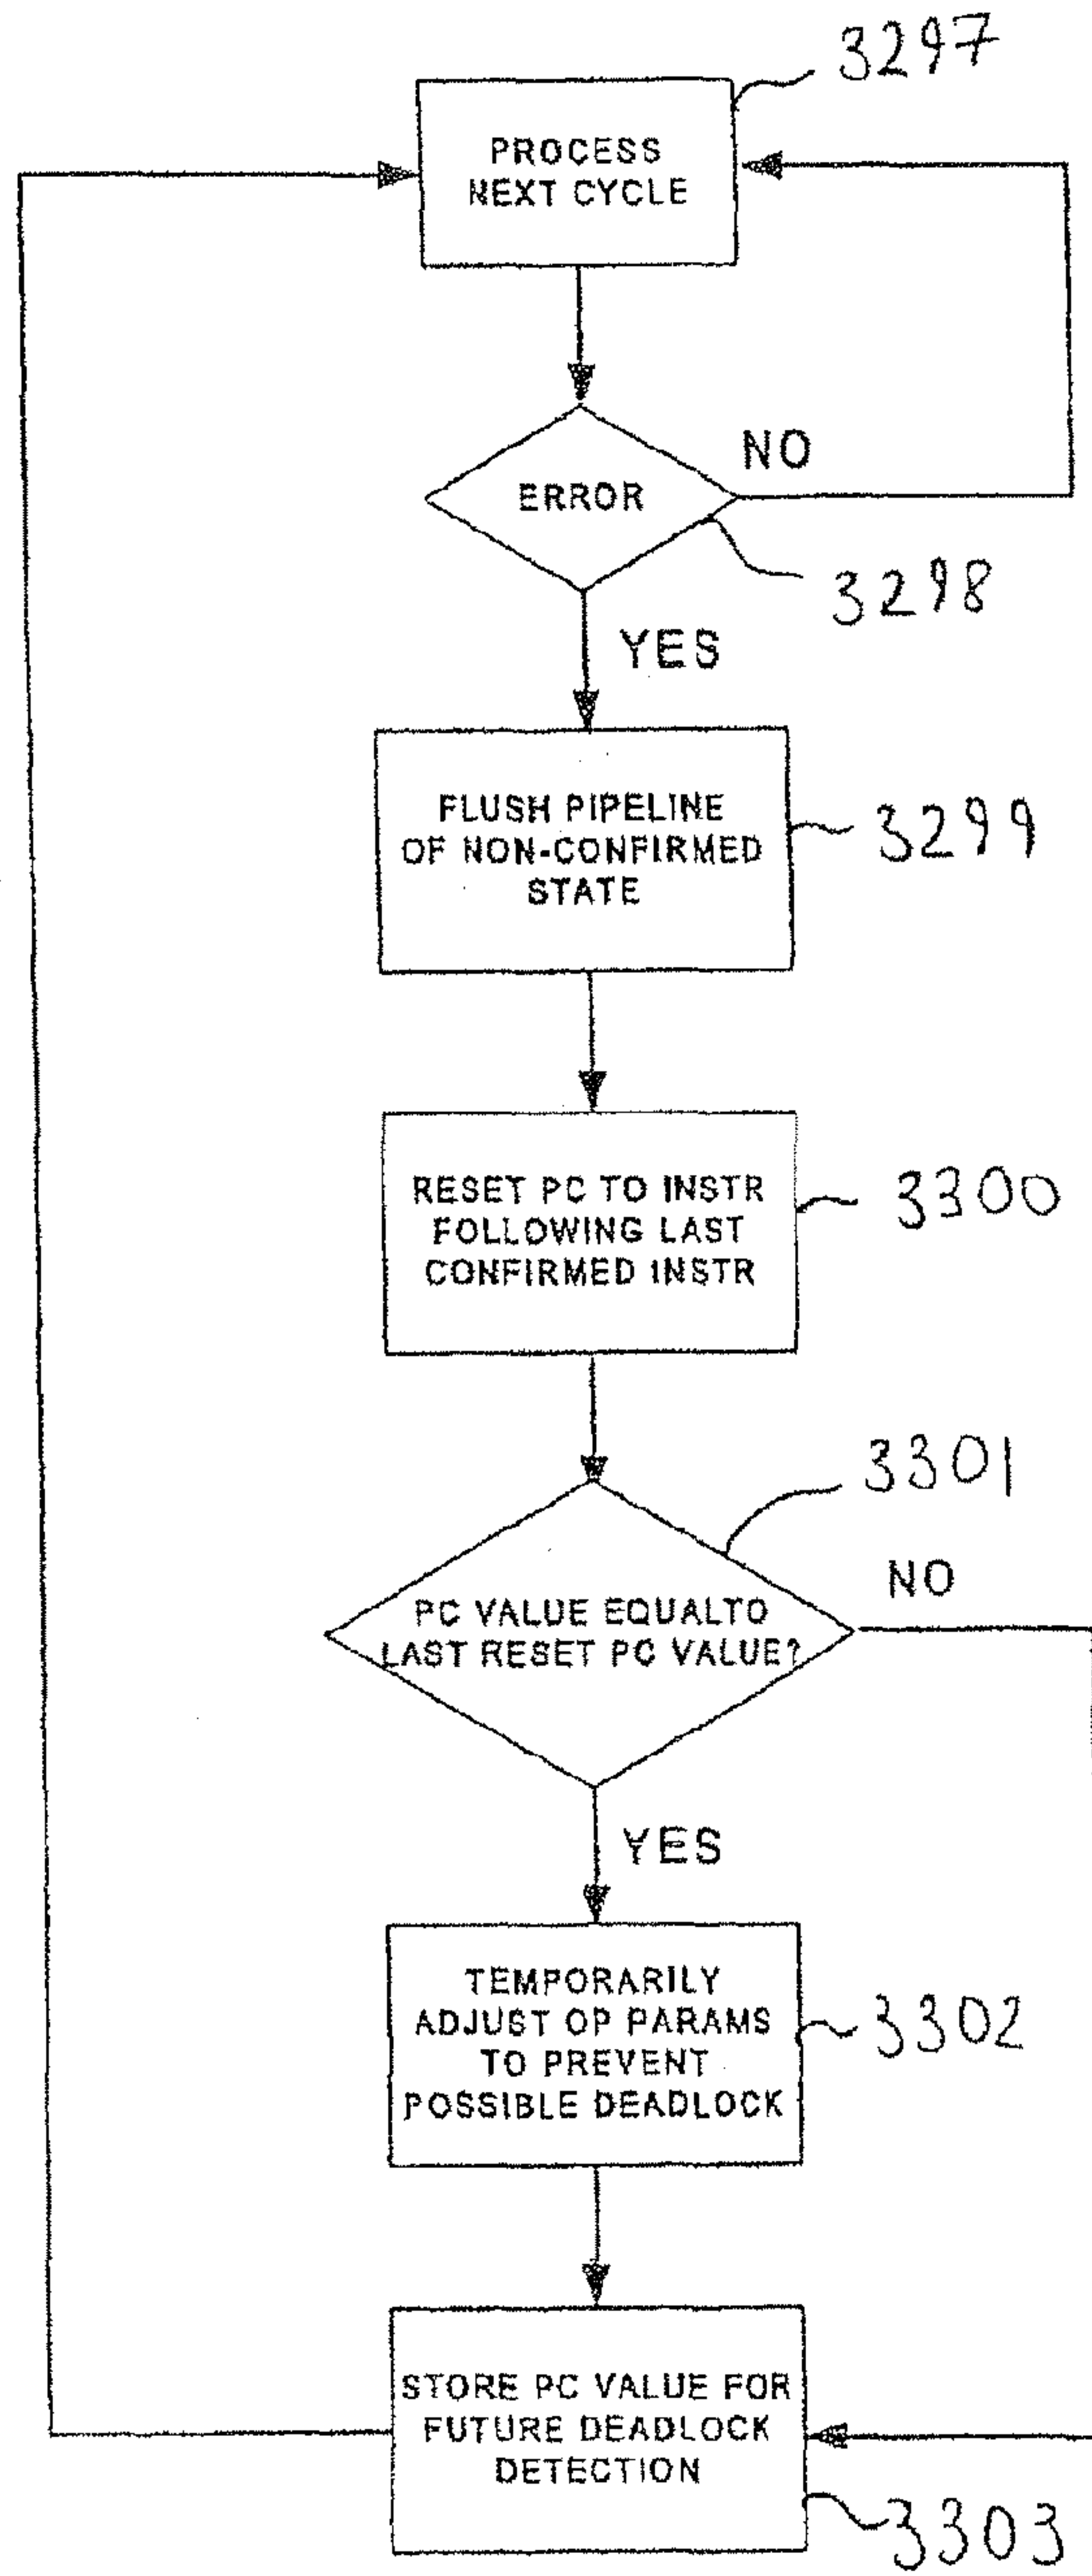 3297
PROCESS
NEXT CYCLE
ERROR
NO
3298
YES
FLUSH PIPELINE
OF NON-CONFIRMED
STATE
3299
RESET PC TO INSTR
FOLLOWING LAST
CONFIRMED INSTR
3300
3301
PC VALUE EQUALTO
LAST RESET PC VALUE?
NO
YES
TEMPORARILY
ADJUST OP PARAMS
TO PREVENT
POSSIBLE DEADLOCK
3302
STORE PC VALUE FOR
FUTURE DEADLOCK
DETECTION
3303